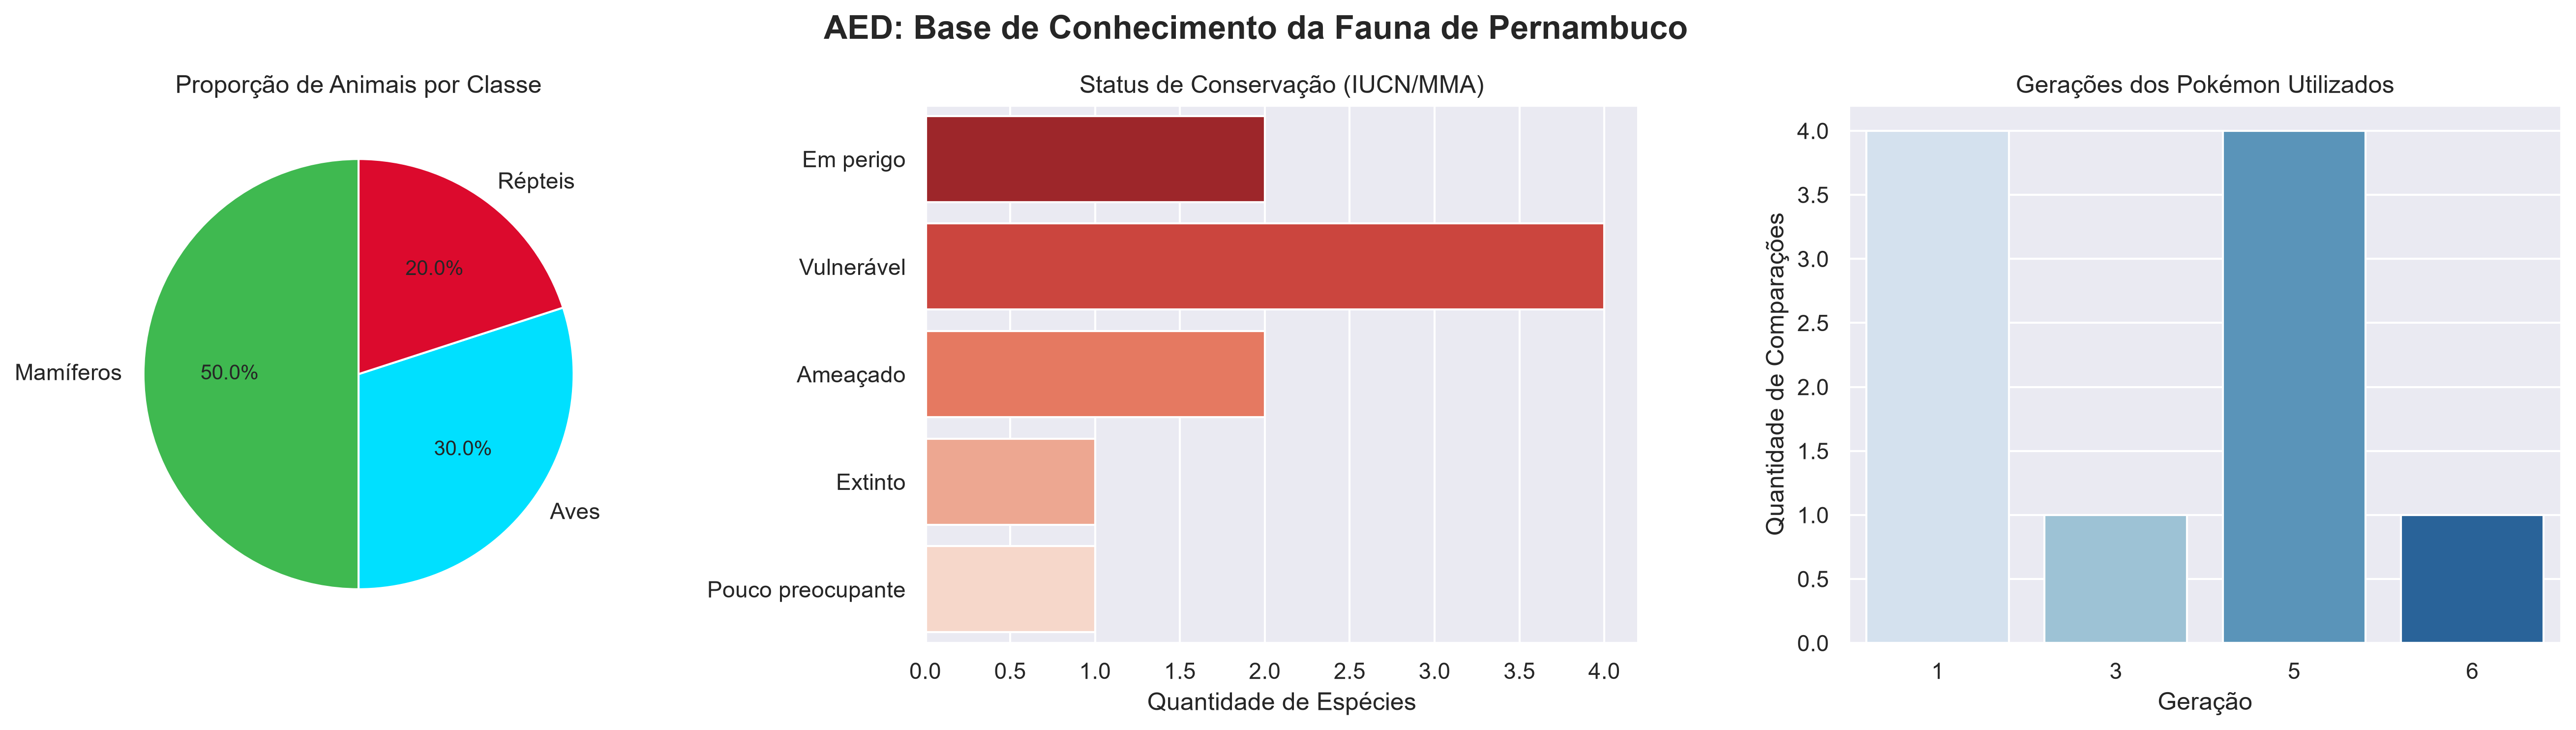 AED: Base de Conhecimento da Fauna de Pernambuco
Proporção de Animais por Classe
Répteis
20.0%
Mamíferos
50.0%
30.0%
Aves
Status de Conservação (IUCN/MMA)
Em perigo
Vulnerável
Ameaçado
Extinto
Pouco preocupante
0.0 0.5 1.0 1.5 2.0 2.5 3.0 3.5 4.0
Quantidade de Espécies
Gerações dos Pokémon Utilizados
Quantidade de Comparações
4.0
3.5
3.0
2.5
2.0
1.5
1.0
0.5
0.0
1 3 5 6
Geração